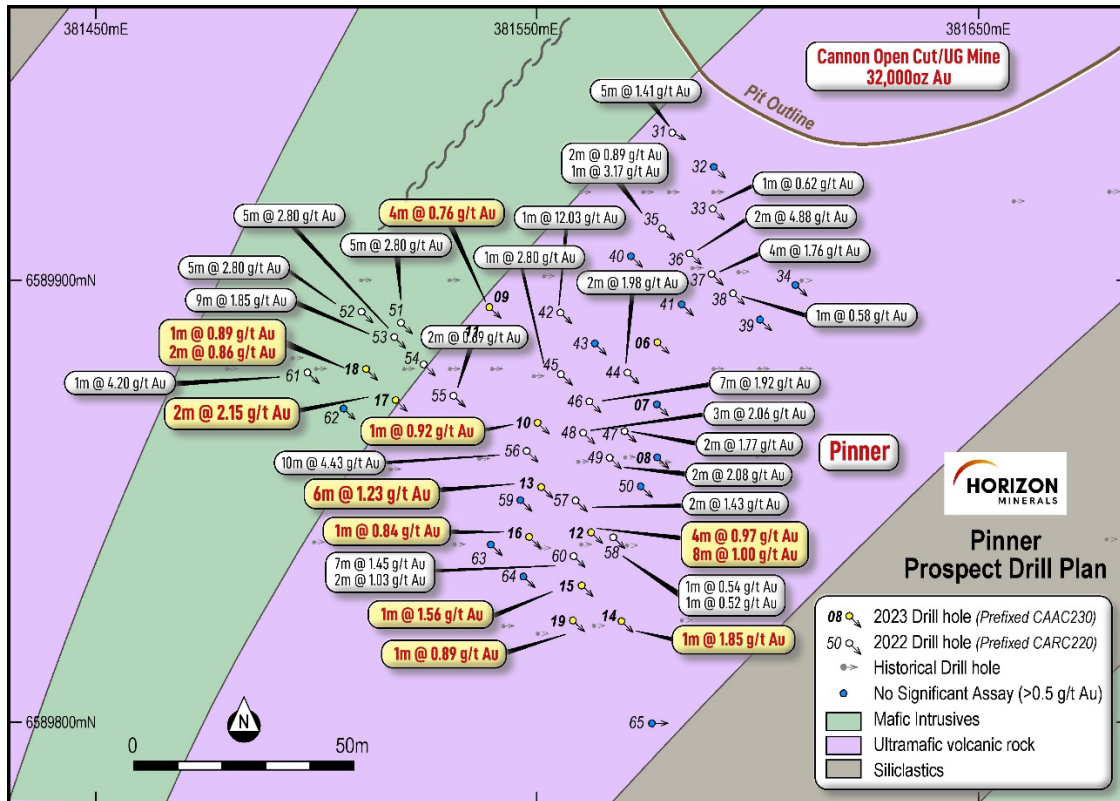 381450mE
381550mE
381650mE
Cannon Open Cut/UG Mine
32,000oz Au
Pit Outline
5m @ 1.41 g/t Au
31
2m @ 0.89 g/t Au
1m @ 3.17 g/t Au
32
1m @ 0.62 g/t Au
33
5m @ 2.80 g/t Au
4m @ 0.76 g/t Au
1m @ 12.03 g/t Au
35
2m @ 4.88 g/t Au
5m @ 2.80 g/t Au
1m @ 2.80 g/t Au
40
36
4m @ 1.76 g/t Au
5m @ 2.80 g/t Au
2m @ 1.98 g/t Au
37
34
6589900mN
9m @ 1.85 g/t Au
09
38
41
1m @ 0.58 g/t Au
52
51
42
39
1m @ 0.89 g/t Au
2m @ 0.86 g/t Au
53
11
2m @ 0.69 g/t Au
43
06
54
18
61
45
44
1m @ 4.20 g/t Au
7m @ 1.92 g/t Au
2m @ 2.15 g/t Au
17
55
46
07
62
3m @ 2.06 g/t Au
1m @ 0.92 g/t Au
10
48
47
2m @ 1.77 g/t Au
Pinner
10m @ 4.43 g/t Au
56
49
08
2m @ 2.08 g/t Au
6m @ 1.23 g/t Au
13
50
HORIZON
MINERALS
59
57
2m @ 1.43 g/t Au
1m @ 0.84 g/t Au
16
12
4m @ 0.97 g/t Au
8m @ 1.00 g/t Au
58
Pinner
Prospect Drill Plan
7m @ 1.45 g/t Au
2m @ 1.03 g/t Au
63
60
64
1m @ 0.54 g/t Au
1m @ 0.52 g/t Au
15
1m @ 1.56 g/t Au
19
14
1m @ 1.85 g/t Au
1m @ 0.89 g/t Au
08 2023 Drill hole (Prefixed CAAC230)
50 2022 Drill hole (Prefixed CARC220)
Historical Drill hole
No Significant Assay (>0.5 g/t Au)
Mafic Intrusives
Ultramafic volcanic rock
Siliclastics
6589800mN
65
N
0
50m